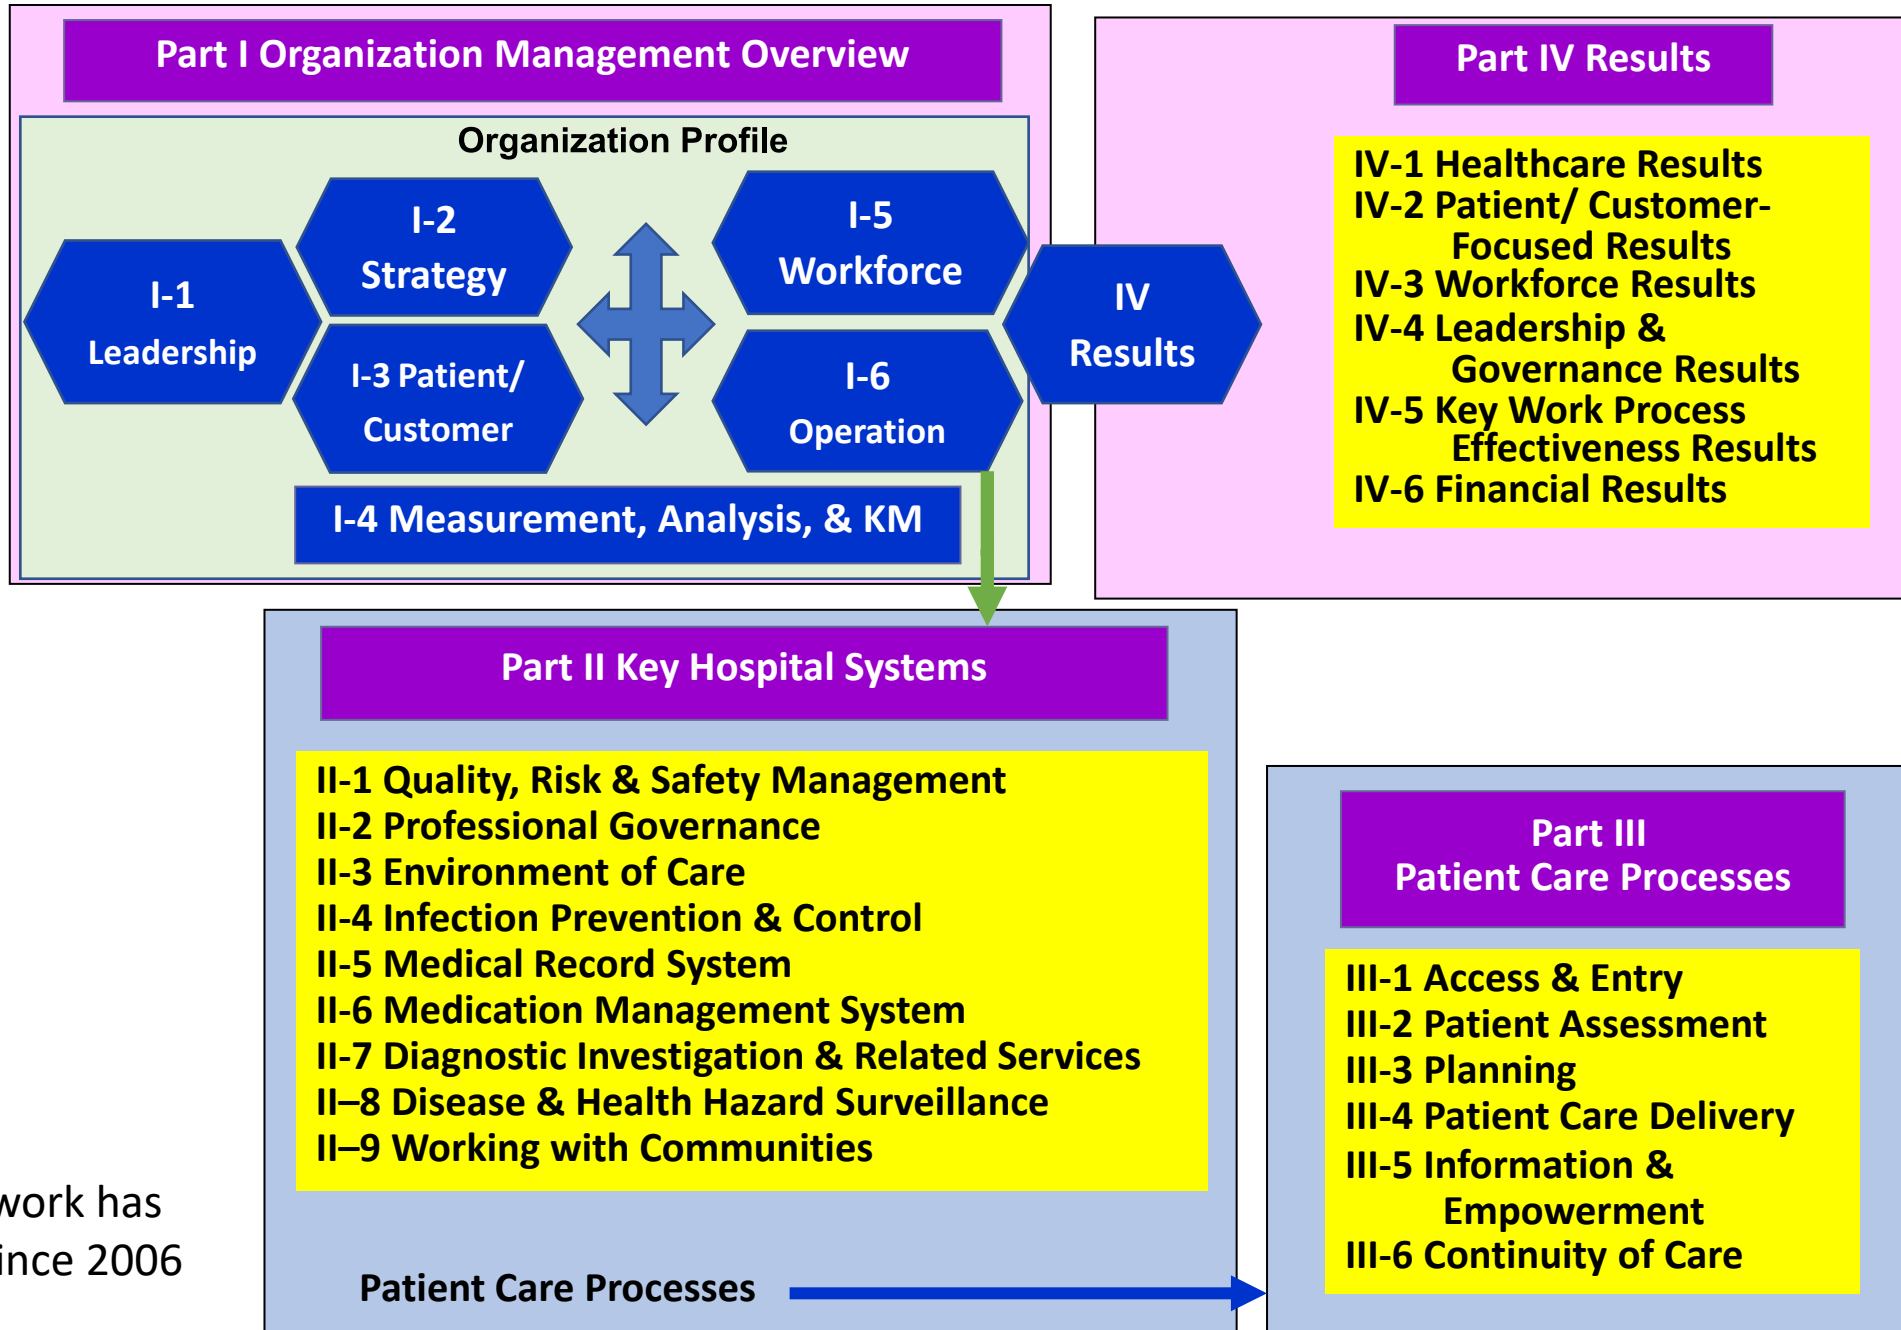 Part I Organization Management Overview
Organization Profile
I-1
Leadership
I-2
Strategy
I-3 Patient/
Customer
I-5
Workforce
I-6
Operation
I-4 Measurement, Analysis, & KM
IV
Results
Part IV Results
IV-1 Healthcare Results
IV-2 Patient/ Customer-
Focused Results
IV-3 Workforce Results
IV-4 Leadership &
Governance Results
IV-5 Key Work Process
Effectiveness Results
IV-6 Financial Results
Part II Key Hospital Systems
II-1 Quality, Risk & Safety Management
II-2 Professional Governance
II-3 Environment of Care
II-4 Infection Prevention & Control
II-5 Medical Record System
II-6 Medication Management System
II-7 Diagnostic Investigation & Related Services
II–8 Disease & Health Hazard Surveillance
II–9 Working with Communities
Patient Care Processes
Part III
Patient Care Processes
III-1 Access & Entry
III-2 Patient Assessment
III-3 Planning
III-4 Patient Care Delivery
III-5 Information &
Empowerment
III-6 Continuity of Care
work has
ince 2006